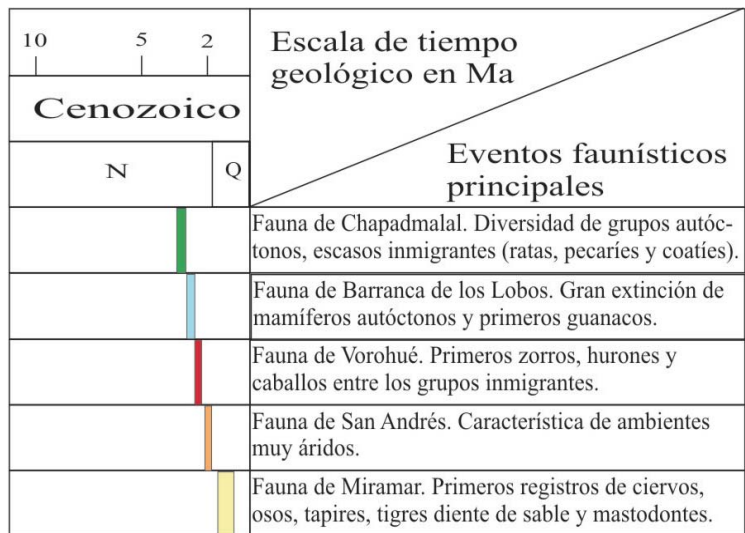 10 5 2
Escala de tiempo
geológico en Ma
Cenozoico
N Q
Eventos faunísticos
principales
Fauna de Chapadmalal. Diversidad de grupos autóc-
tonos, escasos inmigrantes (ratas, pecaríes y coatíes).
Fauna de Barranca de los Lobos. Gran extinción de
mamíferos autóctonos y primeros guanacos.
Fauna de Vorohué. Primeros zorros, hurones y
caballos entre los grupos inmigrantes.
Fauna de San Andrés. Característica de ambientes
muy áridos.
Fauna de Miramar. Primeros registros de ciervos,
osos, tapires, tigres diente de sable y mastodontes.